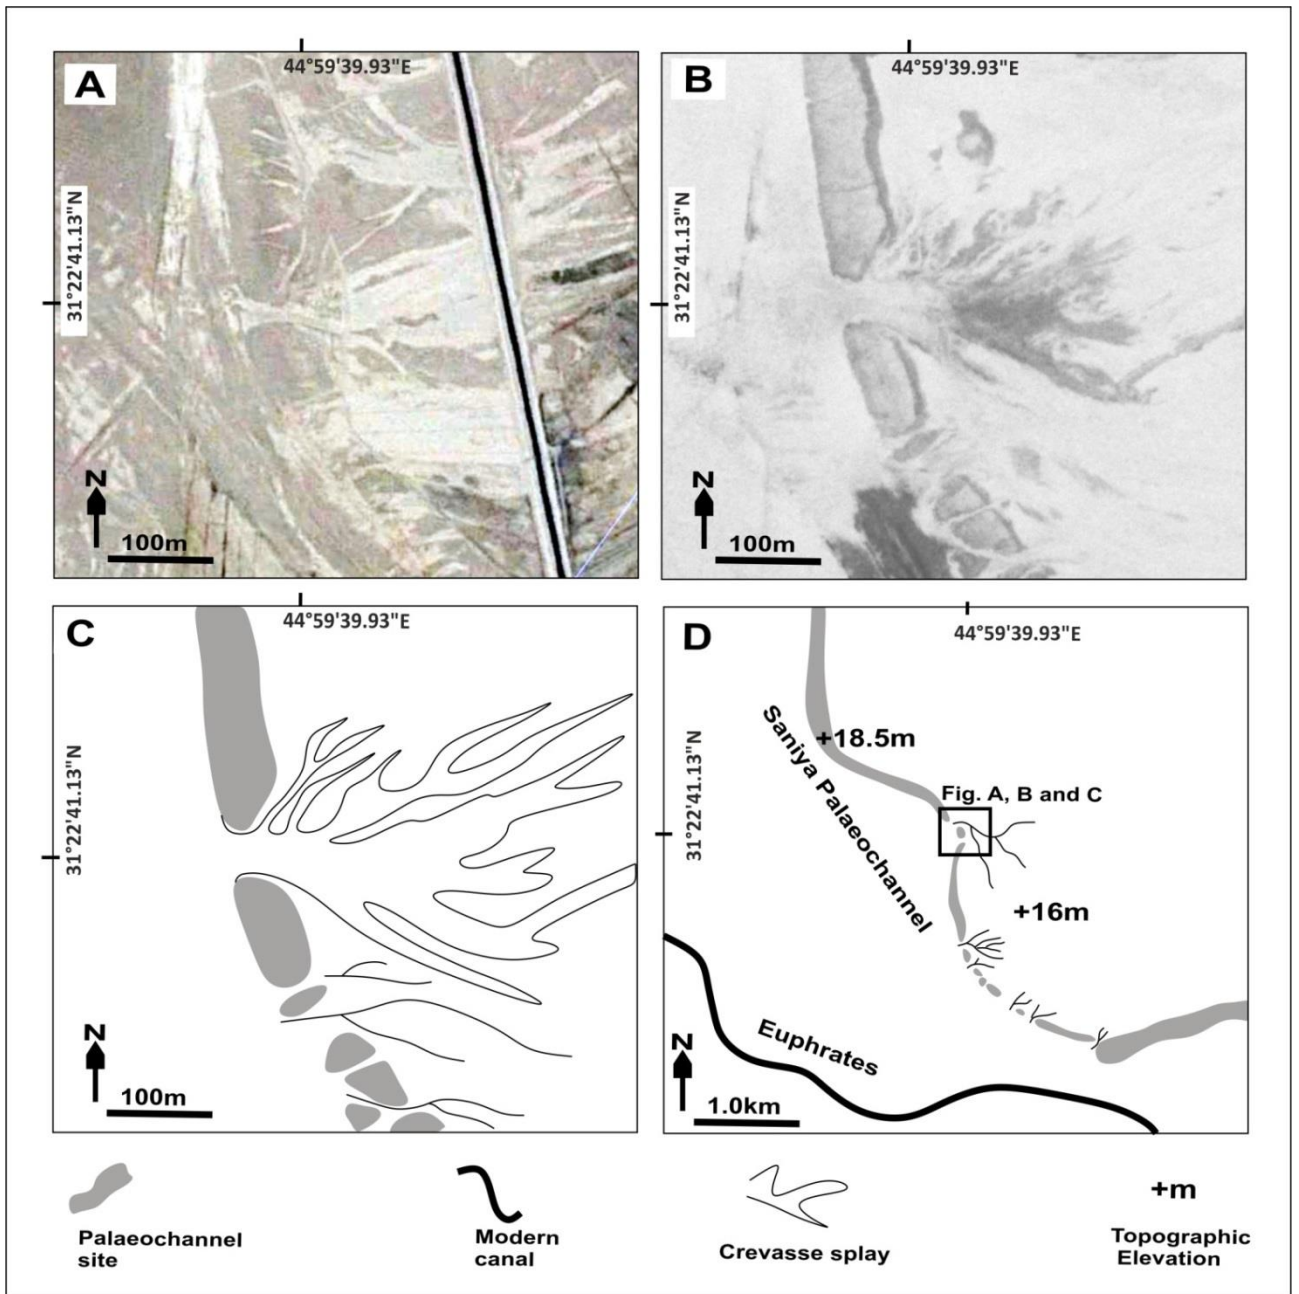 A
44°59'39.93"E
31°22'41.13"N
N
100m
B
44°59'39.93"E
31°22'41.13"N
N
100m
C
44°59'39.93"E
31°22'41.13"N
N
100m
D
44°59'39.93"E
31°22'41.13"N
Saniya Palaeochannel
+18.5m
Fig. A, B and C
+16m
Euphrates
N
1.0km
Palaeochannel
site
Modern
canal
Crevasse splay
+m
Topographic
Elevation